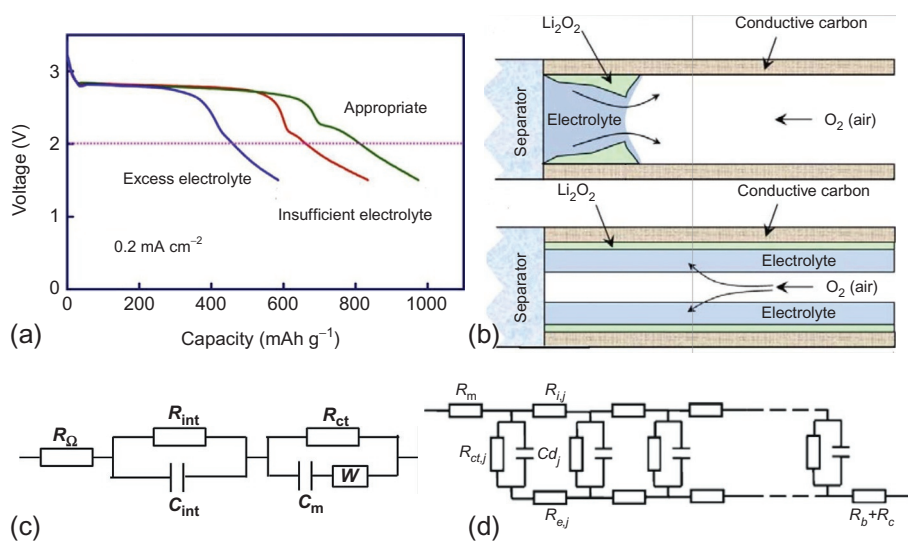 (a)
Voltage (V)
3
2
1
0
0
200
400
600
800
1000
Capacity (mAh g⁻¹)
Appropriate
Excess electrolyte
Insufficient electrolyte
0.2 mA cm⁻²
(b)
Li₂O₂
Conductive carbon
Separator
Electrolyte
O₂ (air)
Li₂O₂
Conductive carbon
Separator
Electrolyte
O₂ (air)
Electrolyte
(c)
RΩ
Rint
Cint
Rct
Cm
W
(d)
Rm
Ri,j
Rct,j
Cdj
Re,j
Rb+Rc